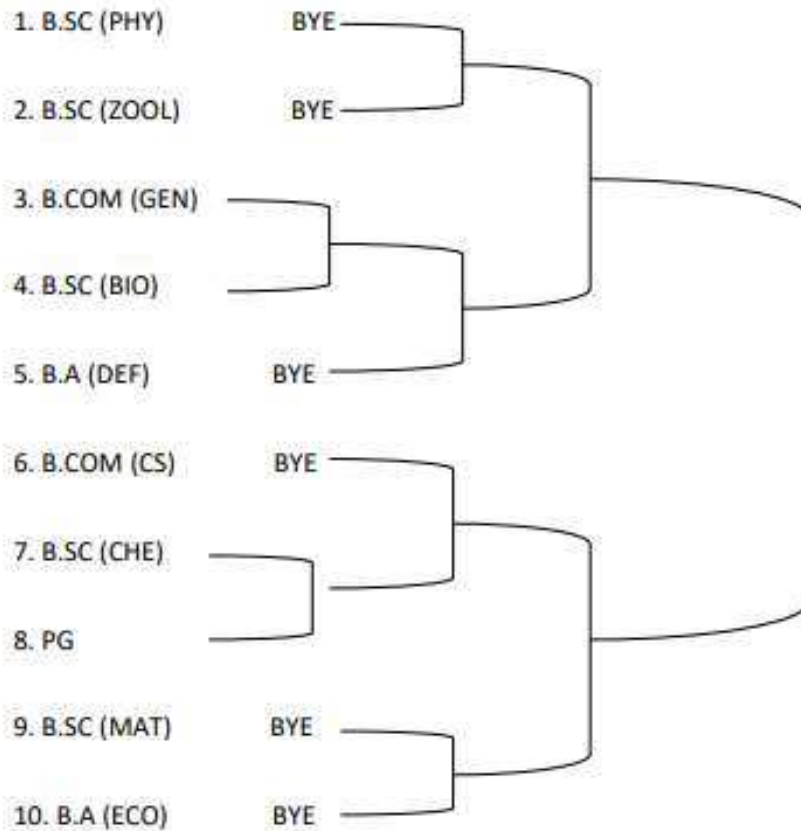 1. B.SC (PHY) BYE
2. B.SC (ZOOL) BYE
3. B.COM (GEN)
4. B.SC (BIO)
5. B.A (DEF) BYE
6. B.COM (CS) BYE
7. B.SC (CHE)
8. PG
9. B.SC (MAT) BYE
10. B.A (ECO) BYE